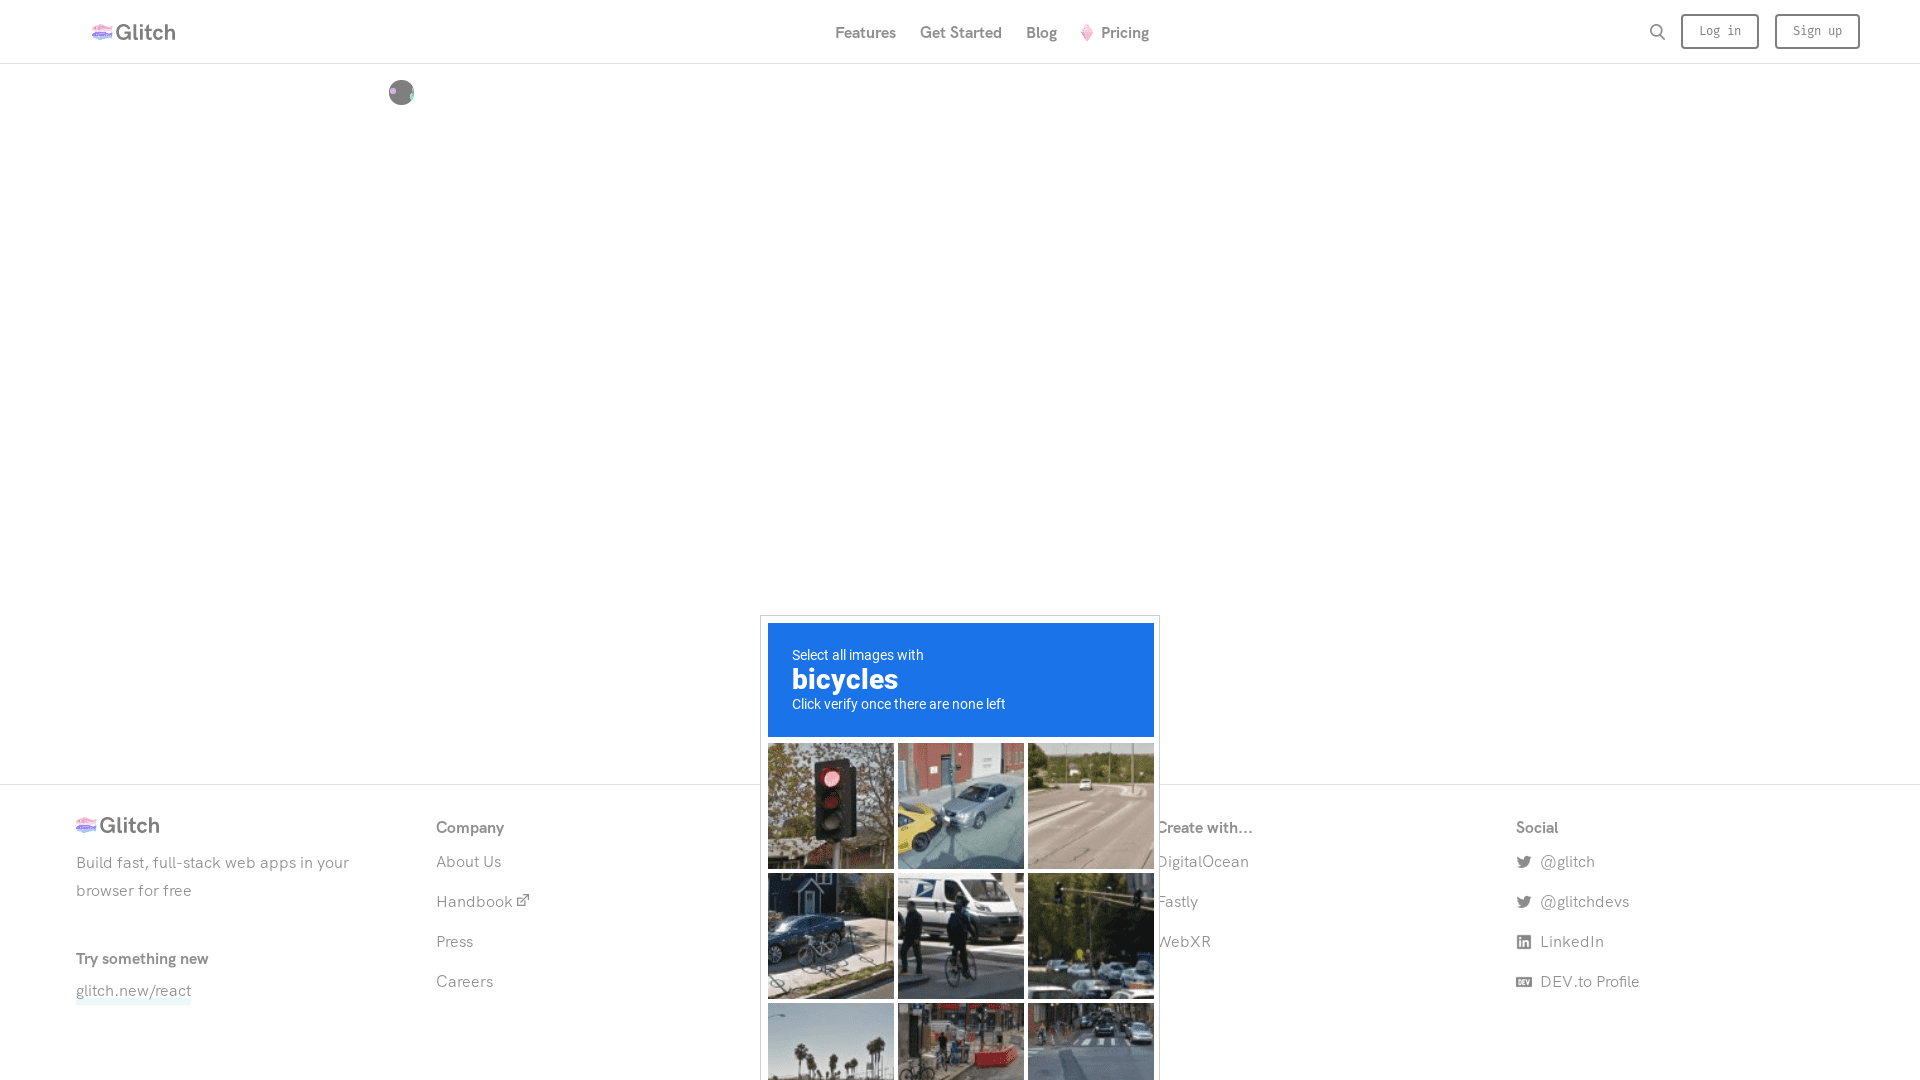 Glitch
Features
Get Started
Blog
Pricing
Log in
Sign up
Select all images with
bicycles
Click verify once there are none left
Glitch
Build fast, full-stack web apps in your
browser for free
Try something new
glitch.new/react
Company
About Us
Handbook
Press
Careers
Create with...
DigitalOcean
Fastly
WebXR
Social
@glitch
@glitchdevs
LinkedIn
DEV
DEV.to Profile